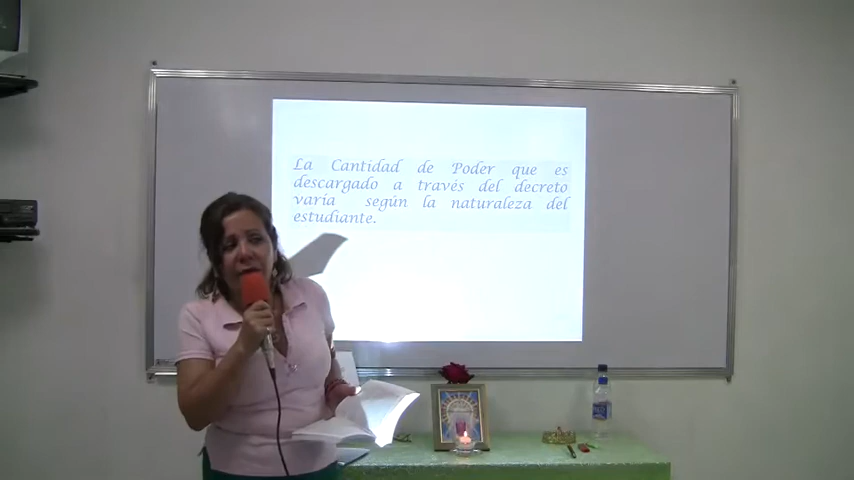 La Cantidad de Poder que es
descargado a través del decreto
varía según la naturaleza del
estudiante.